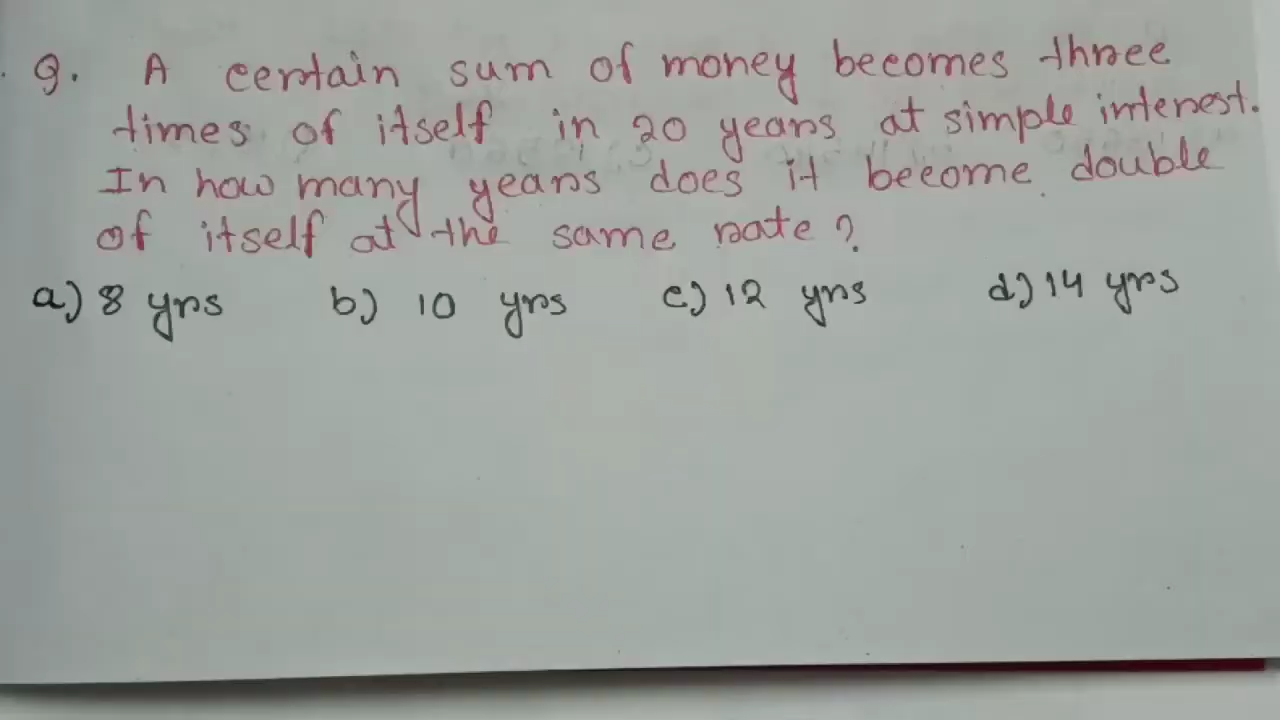 9. A certain sum of money becomes three
times of itself in 20 years at simple interest.
In how many years does it become double
of itself at the same rate?
a) 8 yrs b) 10 yrs c) 12 yrs d) 14 yrs